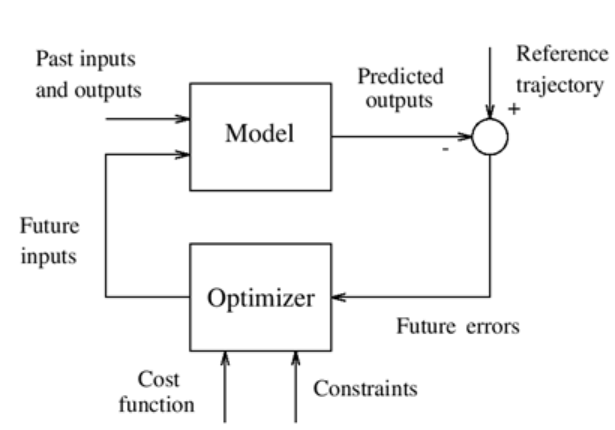 Past inputs
and outputs
Model
Predicted
outputs
Reference
trajectory
+
-
Future
inputs
Optimizer
Future errors
Cost
function
Constraints